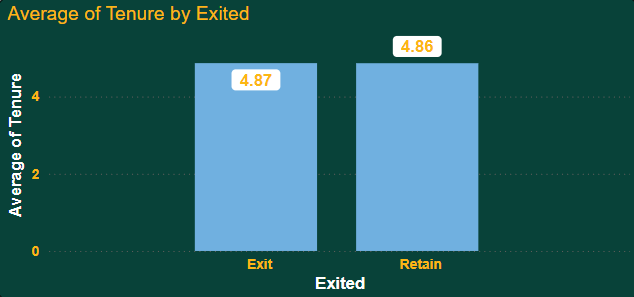 Average of Tenure by Exited
Average of Tenure
4
2
0
4.87
4.86
Exit
Retain
Exited